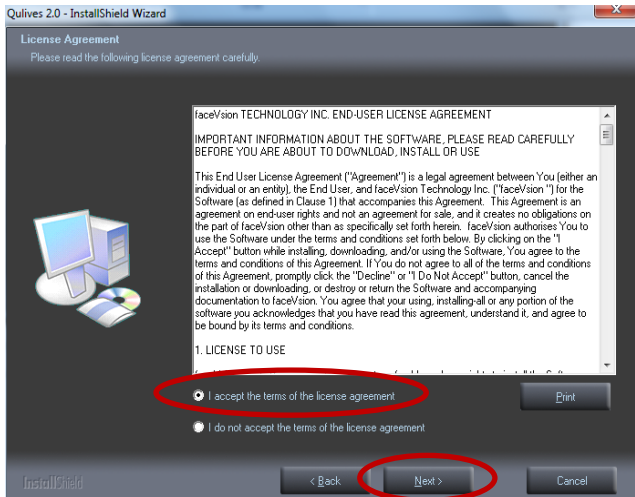 Qulives 2.0 - InstallShield Wizard
License Agreement
Please read the following license agreement carefully.
faceVsion TECHNOLOGY INC. END-USER LICENSE AGREEMENT
IMPORTANT INFORMATION ABOUT THE SOFTWARE, PLEASE READ CAREFULLY
BEFORE YOU ARE ABOUT TO DOWNLOAD, INSTALL OR USE
This End User License Agreement ("Agreement") is a legal agreement between You (either an
individual or an entity), the End User, and faceVsion Technology Inc. ("faceVsion ") for the
Software (as defined in Clause 1) that accompanies this Agreement. This Agreement is an
agreement on end-user rights and not an agreement for sale, and it creates no obligations on
the part of faceVsion other than as specifically set forth herein. faceVsion authorises You to
use the Software under the terms and conditions set forth below. By clicking on the "I
Accept" button while installing, downloading, and/or using the Software, You agree to the
terms and conditions of this Agreement. If You do not agree to all of the terms and conditions
of this Agreement, promptly click the "Decline" or "I Do Not Accept" button, cancel the
installation or downloading, or destroy or return the Software and accompanying
documentation to faceVsion. You agree that your using, installing-all or any portion of the
software you acknowledges that you have read this agreement, understand it, and agree to
be bound by its terms and conditions.
1. LICENSE TO USE
I accept the terms of the license agreement
Print
I do not accept the terms of the license agreement
InstallShield
< Back
Next >
Cancel